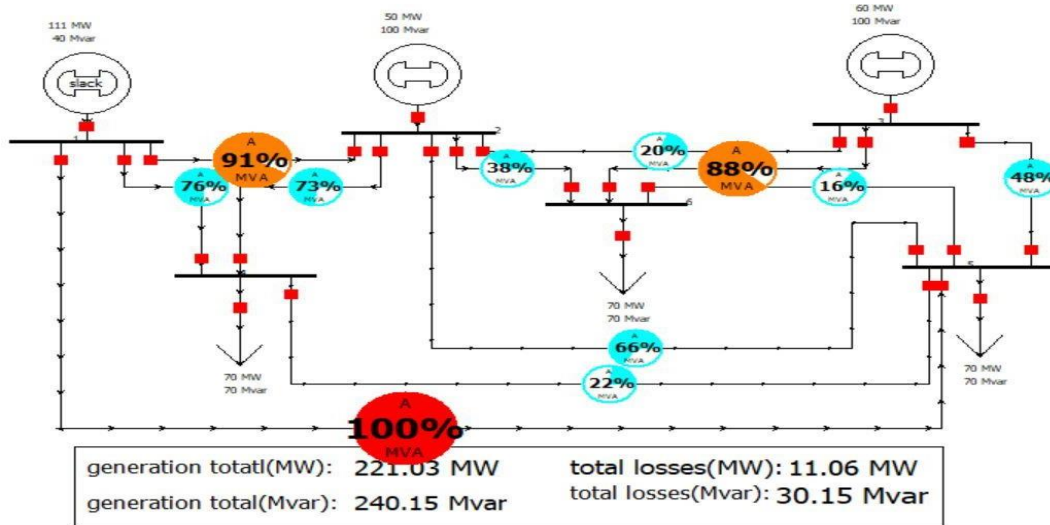 111 MW
40 Mvar
50 MW
100 Mvar
60 MW
100 Mvar
slack
1
2
A
91%
MVA
A
76%
MVA
A
73%
MVA
A
38%
MVA
A
20%
MVA
A
88%
MVA
A
16%
MVA
A
48%
MVA
6
5
70 MW
70 Mvar
70 MW
70 Mvar
70 MW
70 Mvar
A
66%
MVA
A
22%
MVA
A
100%
MVA
generation totatl(MW): 221.03 MW
total losses(MW): 11.06 MW
generation total(Mvar): 240.15 Mvar
total losses(Mvar): 30.15 Mvar